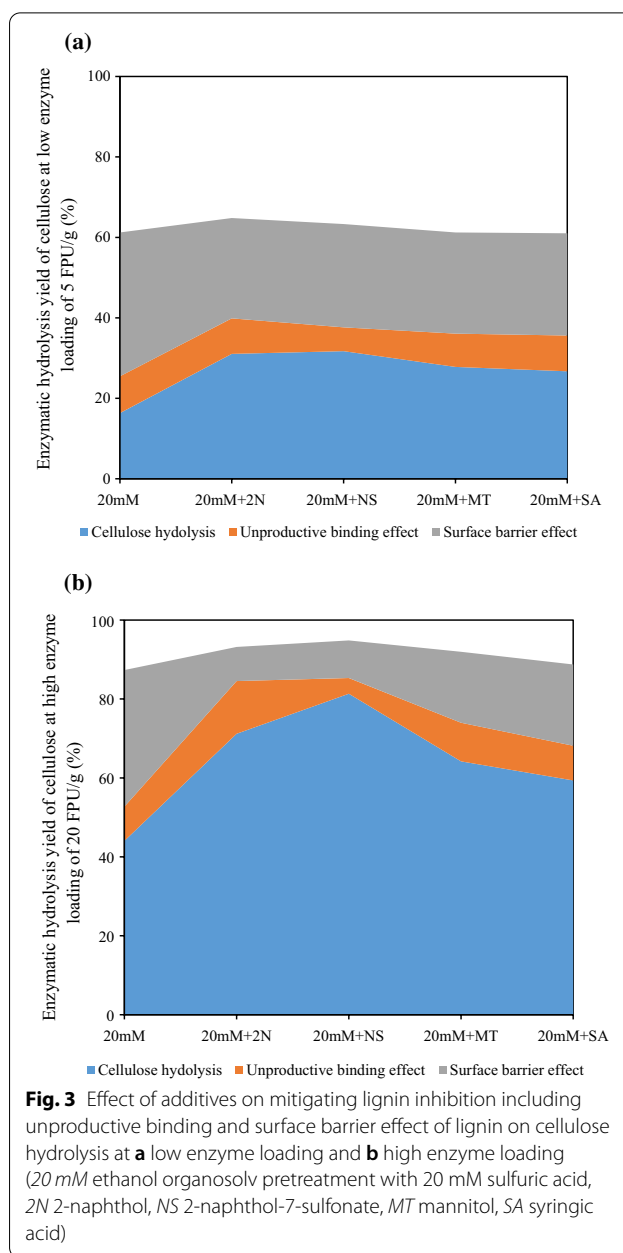 (a)
Enzymatic hydrolysis yield of cellulose at low enzyme
loading of 5 FPU/g (%)
100
80
60
40
20
0
20mM 20mM+2N 20mM+NS 20mM+MT 20mM+SA
Cellulose hydolysis Unproductive binding effect Surface barrier effect
(b)
Enzymatic hydrolysis yield of cellulose at high enzyme
loading of 20 FPU/g (%)
100
80
60
40
20
0
20mM 20mM+2N 20mM+NS 20mM+MT 20mM+SA
Cellulose hydolysis Unproductive binding effect Surface barrier effect
Fig. 3 Effect of additives on mitigating lignin inhibition including
unproductive binding and surface barrier effect of lignin on cellulose
hydrolysis at a low enzyme loading and b high enzyme loading
(20 mM ethanol organosolv pretreatment with 20 mM sulfuric acid,
2N 2-naphthol, NS 2-naphthol-7-sulfonate, MT mannitol, SA syringic
acid)